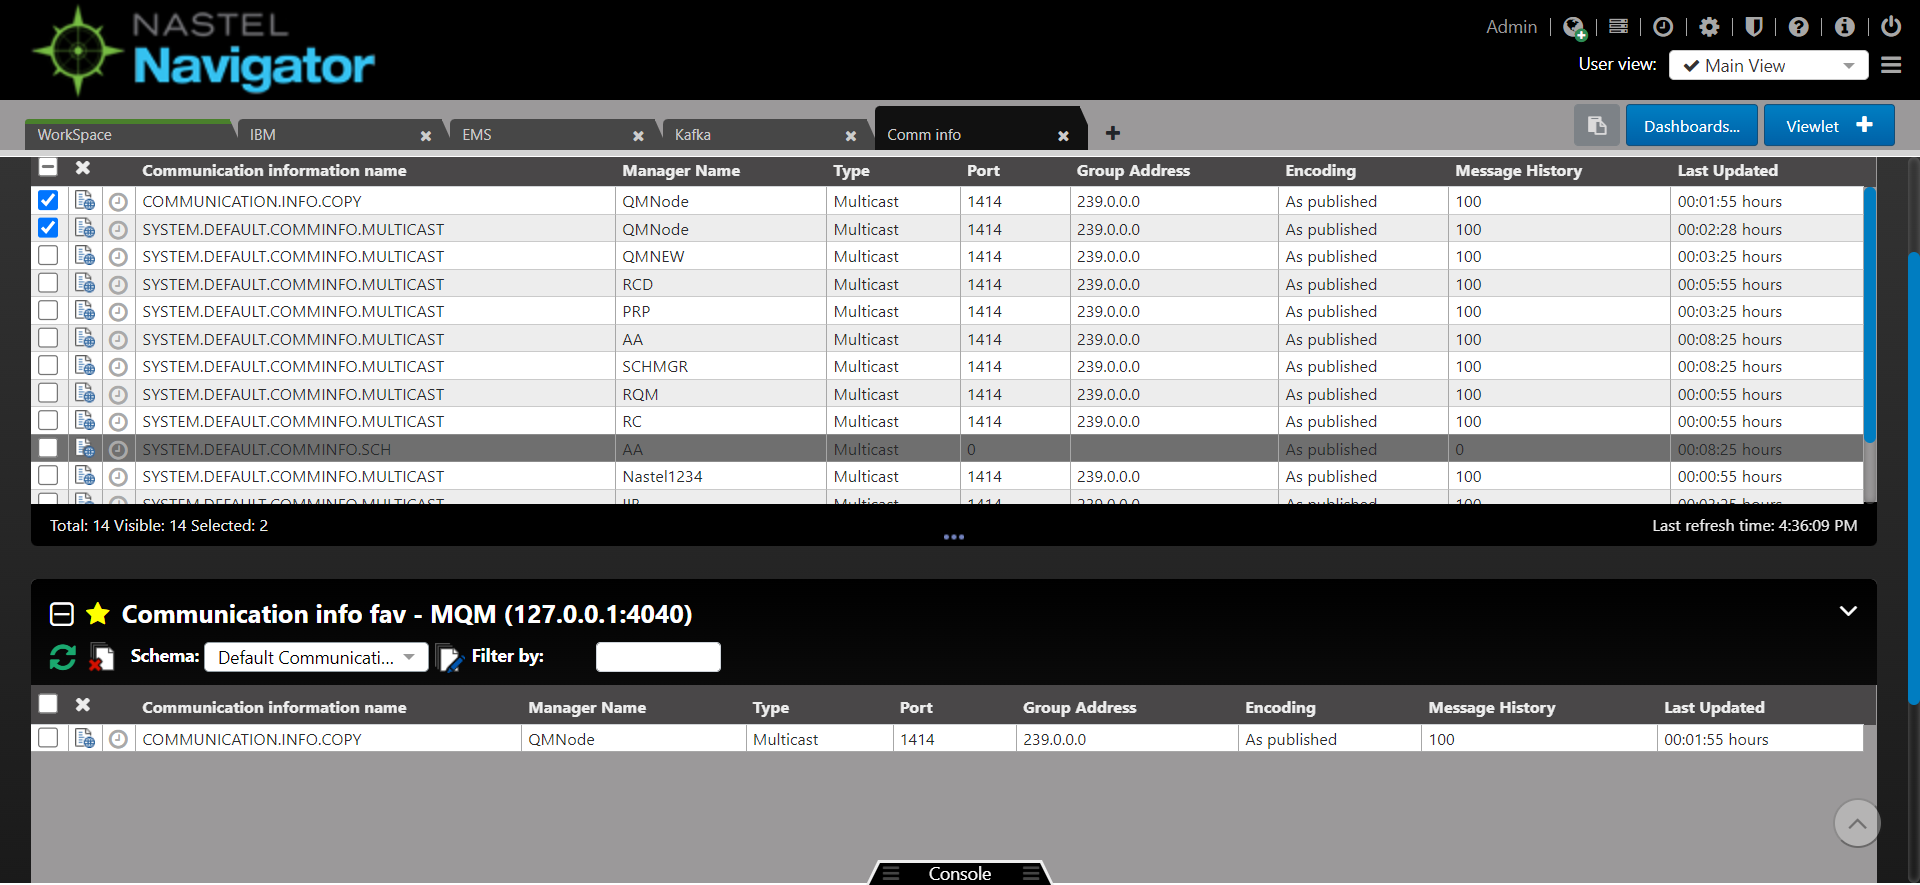 NASTEL
Navigator
Admin
User view: Main View
WorkSpace IBM EMS Kafka Comm info
Dashboards... Viewlet
Communication information name Manager Name Type Port Group Address Encoding Message History Last Updated
COMMUNICATION.INFO.COPY QMNode Multicast 1414 239.0.0.0 As published 100 00:01:55 hours
SYSTEM.DEFAULT.COMMINFO.MULTICAST QMNode Multicast 1414 239.0.0.0 As published 100 00:02:28 hours
SYSTEM.DEFAULT.COMMINFO.MULTICAST QMNEW Multicast 1414 239.0.0.0 As published 100 00:03:25 hours
SYSTEM.DEFAULT.COMMINFO.MULTICAST RCD Multicast 1414 239.0.0.0 As published 100 00:05:55 hours
SYSTEM.DEFAULT.COMMINFO.MULTICAST PRP Multicast 1414 239.0.0.0 As published 100 00:03:25 hours
SYSTEM.DEFAULT.COMMINFO.MULTICAST AA Multicast 1414 239.0.0.0 As published 100 00:08:25 hours
SYSTEM.DEFAULT.COMMINFO.MULTICAST SCHMGR Multicast 1414 239.0.0.0 As published 100 00:08:25 hours
SYSTEM.DEFAULT.COMMINFO.MULTICAST RQM Multicast 1414 239.0.0.0 As published 100 00:00:55 hours
SYSTEM.DEFAULT.COMMINFO.MULTICAST RC Multicast 1414 239.0.0.0 As published 100 00:00:55 hours
SYSTEM.DEFAULT.COMMINFO.SCH AA Multicast 0 As published 0 00:08:25 hours
SYSTEM.DEFAULT.COMMINFO.MULTICAST Nastel1234 Multicast 1414 239.0.0.0 As published 100 00:00:55 hours
SYSTEM.DEFAULT.COMMINFO.MULTICAST Multicast 1414 239.0.0.0 As published 100 hours
Total: 14 Visible: 14 Selected: 2 Last refresh time: 4:36:09 PM
Communication info fav - MQM (127.0.0.1:4040)
Schema: Default Communicati... Filter by:
Communication information name Manager Name Type Port Group Address Encoding Message History Last Updated
COMMUNICATION.INFO.COPY QMNode Multicast 1414 239.0.0.0 As published 100 00:01:55 hours
Console